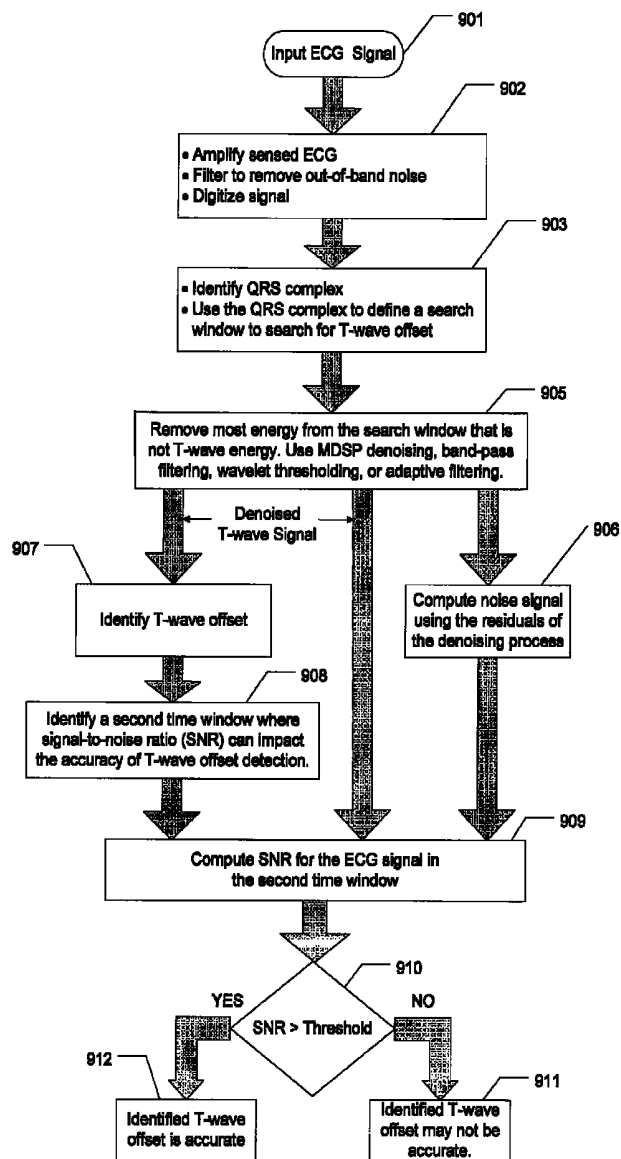 901
Input ECG Signal
902
• Amplify sensed ECG
• Filter to remove out-of-band noise
• Digitize signal
903
• Identify QRS complex
• Use the QRS complex to define a search
window to search for T-wave offset
905
Remove most energy from the search window that is
not T-wave energy. Use MDSP denoising, band-pass
filtering, wavelet thresholding, or adaptive filtering.
Denoised
T-wave Signal
907
Identify T-wave offset
906
Compute noise signal
using the residuals of
the denoising process
908
Identify a second time window where
signal-to-noise ratio (SNR) can impact
the accuracy of T-wave offset detection.
909
Compute SNR for the ECG signal in
the second time window
910
YES
NO
SNR > Threshold
912
Identified T-wave
offset is accurate
911
Identified T-wave
offset may not be
accurate.